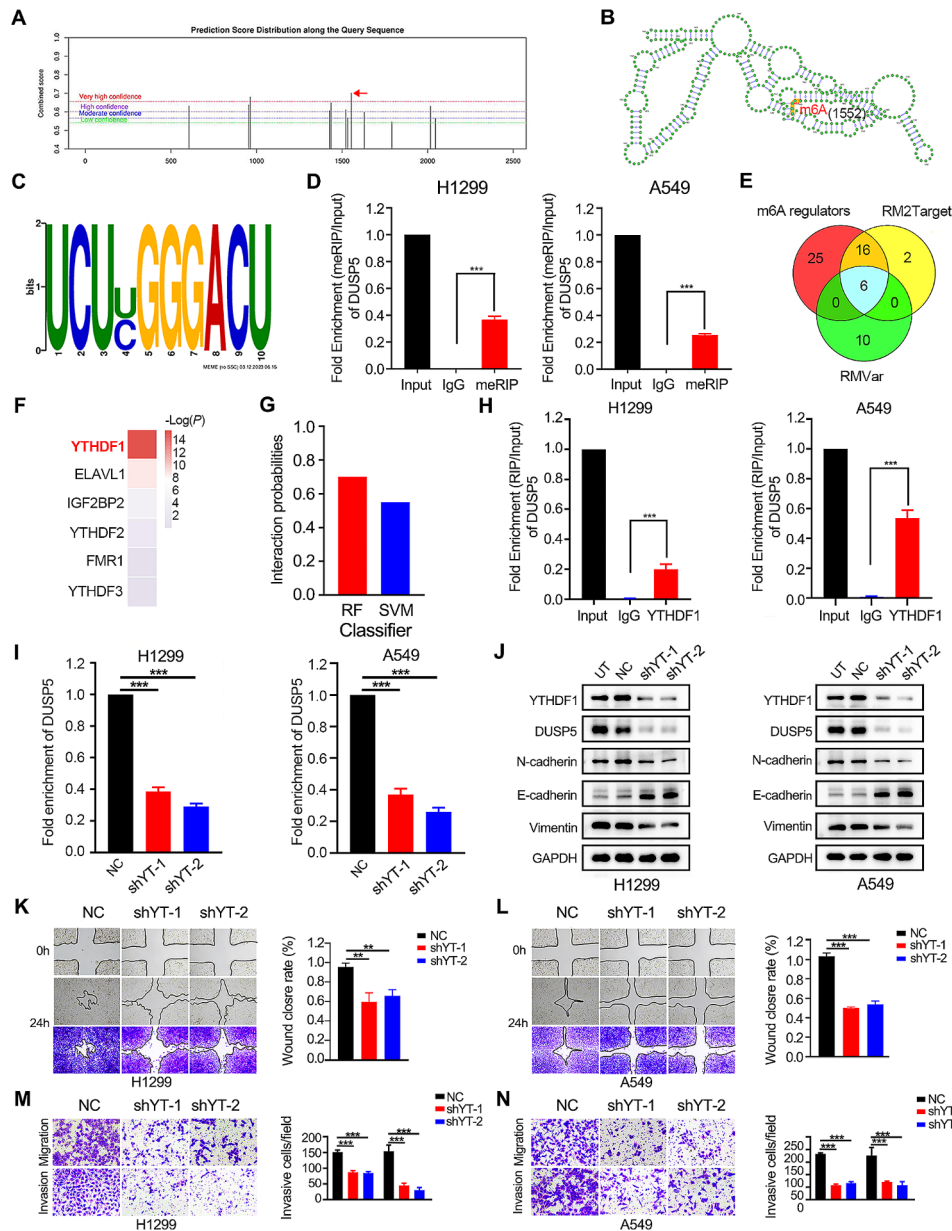 A
Prediction Score Distribution along the Query Sequence
Combined score
1.0
0.9
0.8
0.7
0.6
0.5
0.4
Very high confidence
High confidence
Moderate confidence
Low confidence
0 500 1000 1500 2000 2500
B
m6A(1552)
C
bits
2
1
0
UCUUGGGACU
C
1 2 3 4 5 6 7 8 9 10
MEME (no SSC) 03.12.2023 06:15
D
H1299
Fold Enrichment (meRIP/Input) of DUSP5
1.2
1.0
0.8
0.6
0.4
0.2
0.0
***
Input IgG meRIP
A549
Fold Enrichment (meRIP/Input) of DUSP5
1.2
1.0
0.8
0.6
0.4
0.2
0.0
***
Input IgG meRIP
E
m6A regulators
RM2Target
25
16
2
6
0
0
10
RMVar
F
-Log(P)
YTHDF1
ELAVL1
IGF2BP2
YTHDF2
FMR1
YTHDF3
14
12
10
8
6
4
2
G
Interaction probabilities
1.0
0.8
0.6
0.4
0.2
0.0
RF SVM
Classifier
H
H1299
Fold Enrichment (RIP/Input) of DUSP5
1.2
1.0
0.8
0.6
0.4
0.2
0.0
***
Input IgG YTHDF1
A549
Fold Enrichment (RIP/Input) of DUSP5
1.2
1.0
0.8
0.6
0.4
0.2
0.0
***
Input IgG YTHDF1
I
H1299
Fold enrichment of DUSP5
1.2
1.0
0.8
0.6
0.4
0.2
0.0
***
***
NC shYT-1 shYT-2
A549
Fold enrichment of DUSP5
1.2
1.0
0.8
0.6
0.4
0.2
0.0
***
***
NC shYT-1 shYT-2
J
UT NC shYT-1 shYT-2
YTHDF1
DUSP5
N-cadherin
E-cadherin
Vimentin
GAPDH
H1299
UT NC shYT-1 shYT-2
YTHDF1
DUSP5
N-cadherin
E-cadherin
Vimentin
GAPDH
A549
K
NC shYT-1 shYT-2
0h
24h
H1299
Wound closire rate (%)
1.2
1.0
0.8
0.6
0.4
0.2
0.0
**
**
NC
shYT-1
shYT-2
L
NC shYT-1 shYT-2
0h
24h
A549
Wound closire rate (%)
1.2
1.0
0.8
0.6
0.4
0.2
0.0
***
***
NC
shYT-1
shYT-2
M
NC shYT-1 shYT-2
Migration
Invasion
H1299
Invasive cells/field
200
150
100
50
0
***
***
***
***
NC
shYT-1
shYT-2
N
NC shYT-1 shYT-2
Migration
Invasion
A549
Invasive cells/field
250
200
150
100
50
0
***
***
***
***
NC
shYT-1
shYT